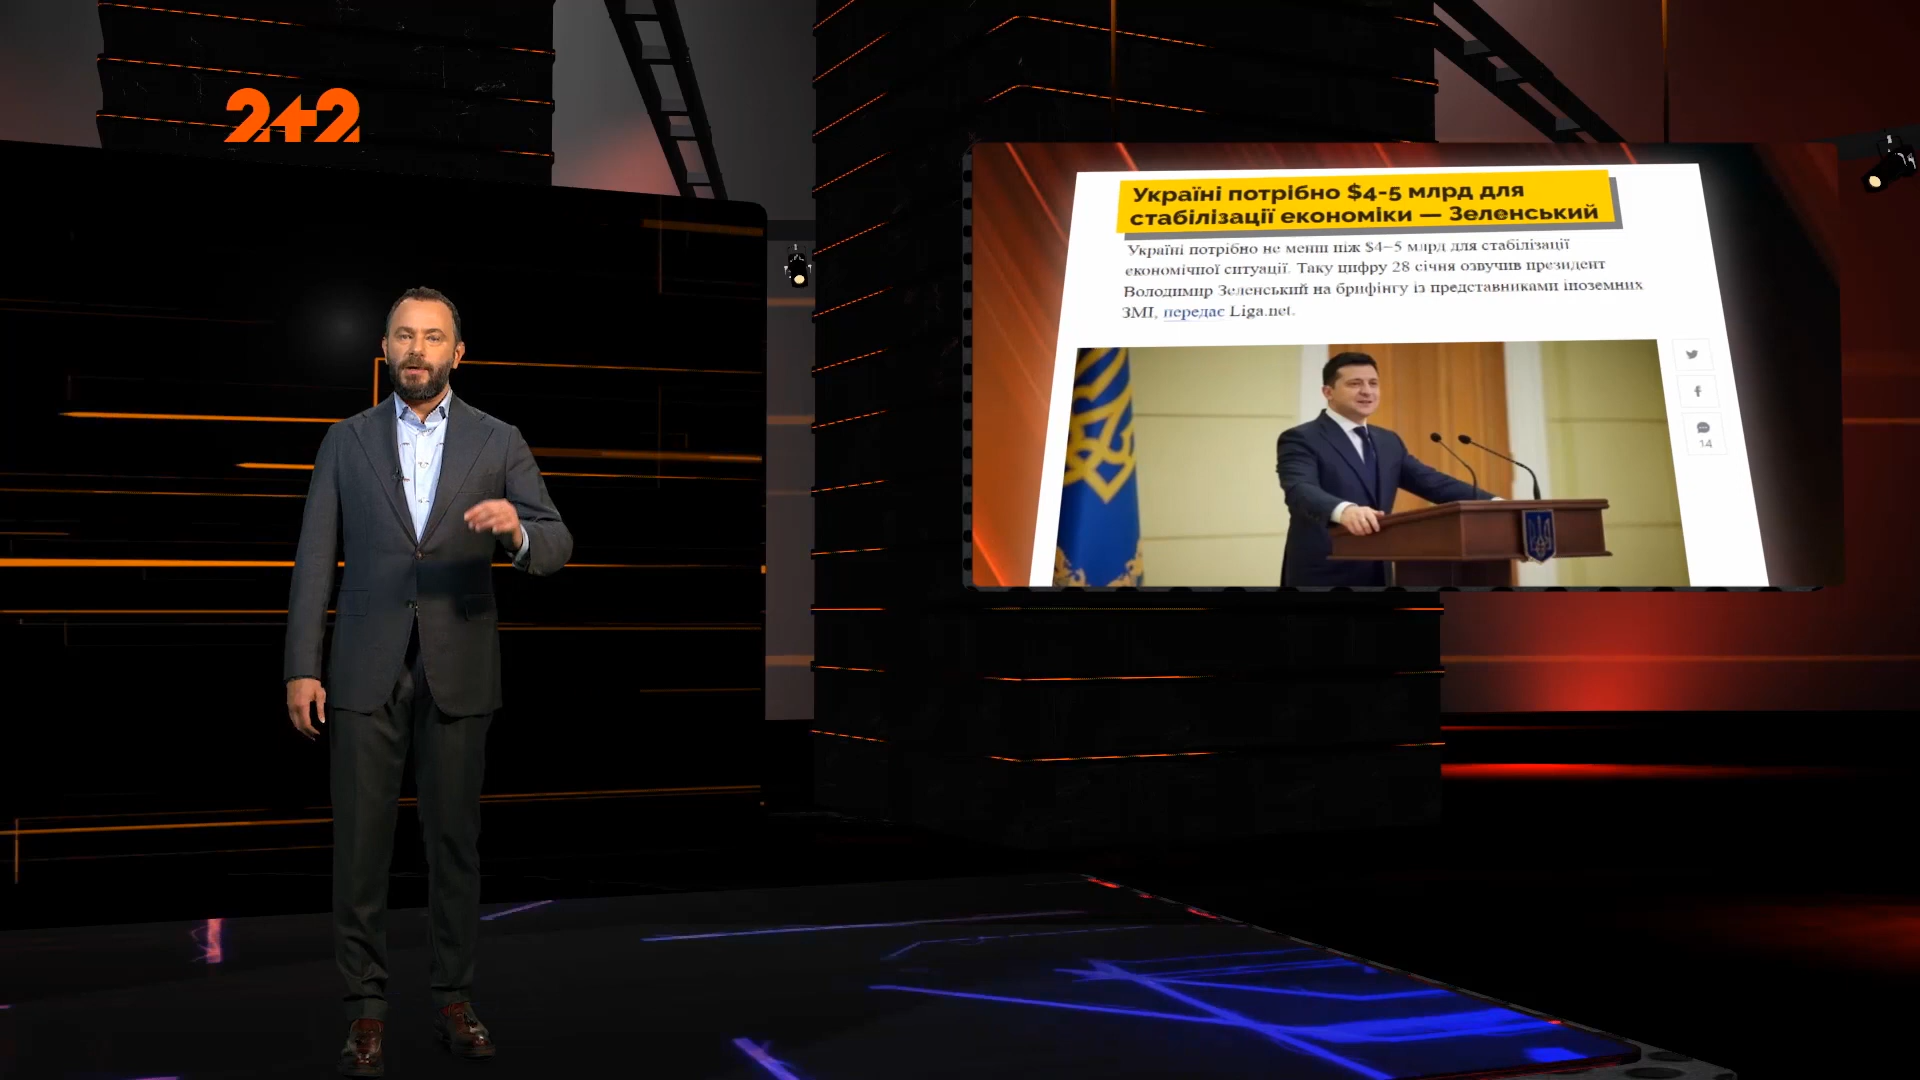 2+2
Україні потрібно $4-5 млрд для
стабілізації економіки — Зеленський
Україні потрібно не менш ніж $4–5 млрд для стабілізації
економічної ситуації. Таку цифру 28 січня озвучив президент
Володимир Зеленський на брифінгу із представниками іноземних
ЗМІ, передає Liga.net.
14